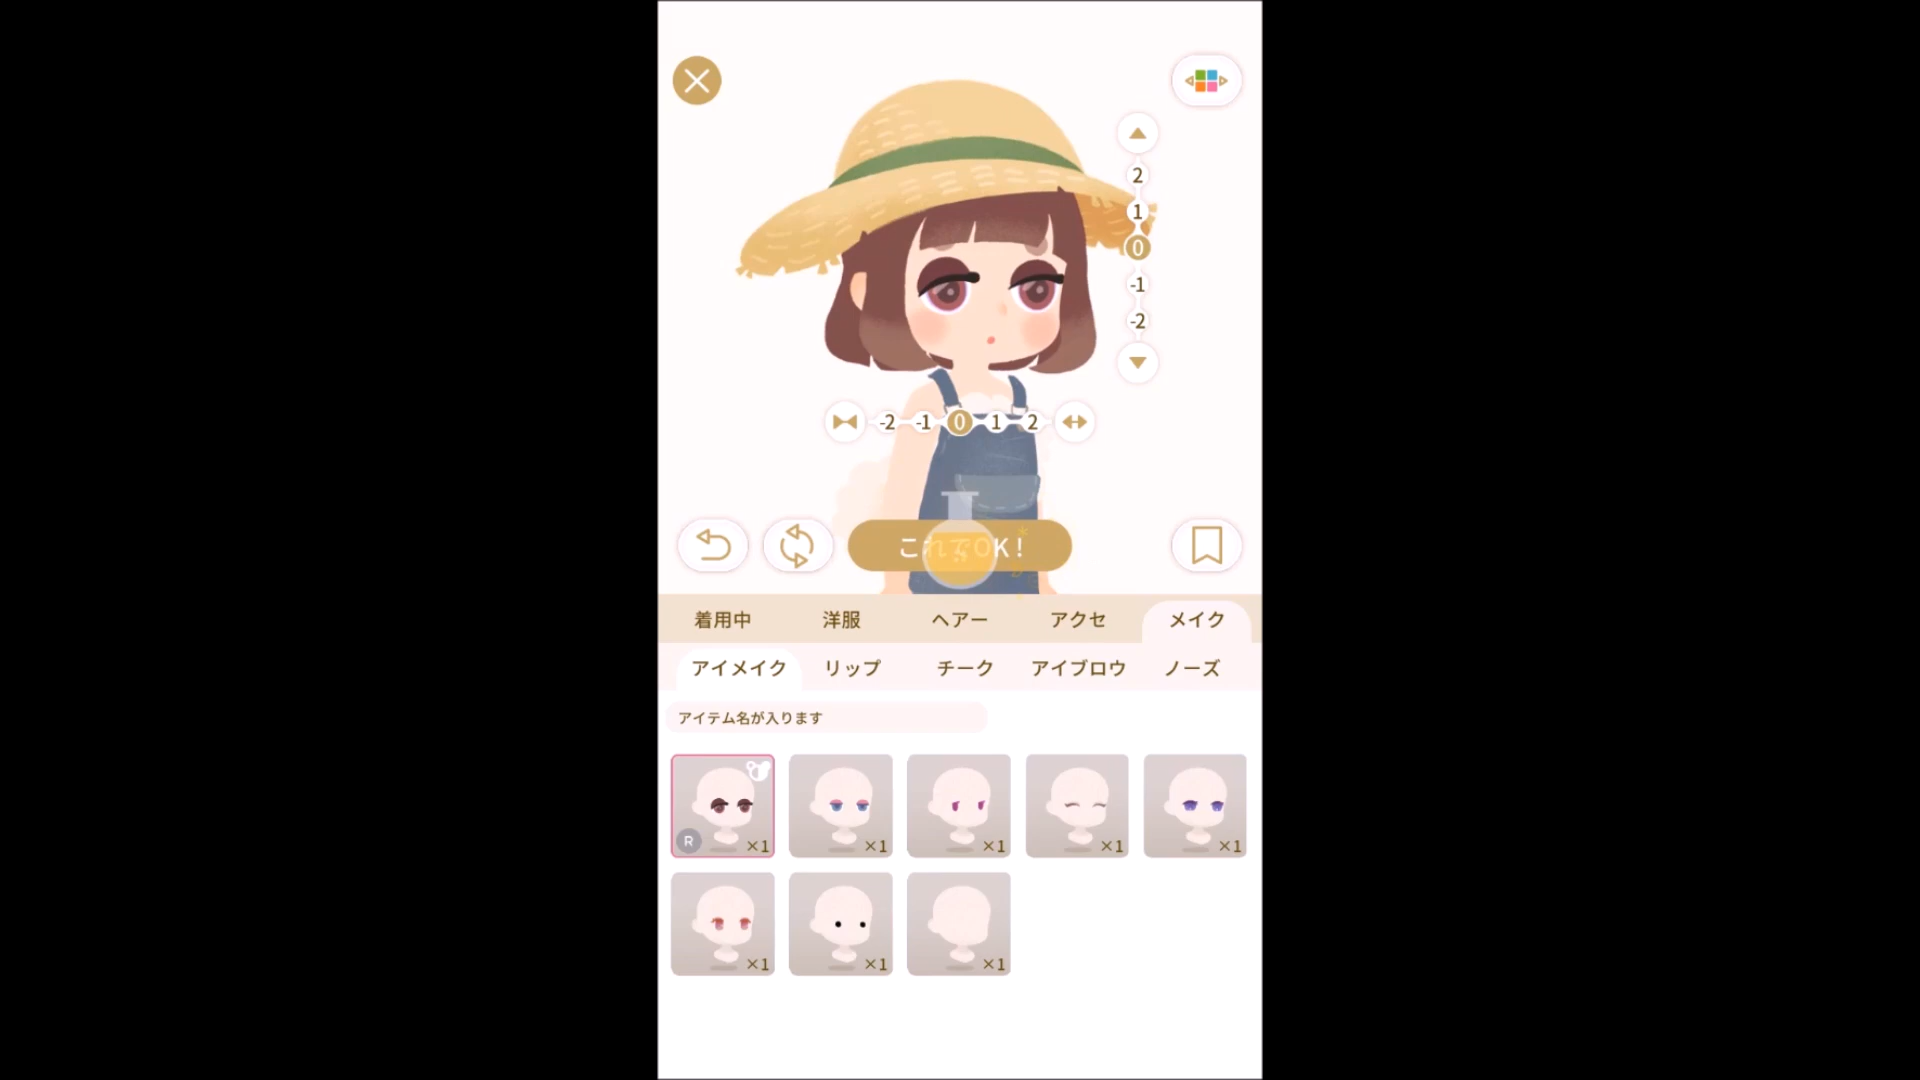 2
1
0
-1
-2
-2 -1 0 1 2
これでOK!
着用中 洋服 ヘアー アクセ メイク
アイメイク リップ チーク アイブロウ ノーズ
アイテム名が入ります
R ×1 ×1 ×1 ×1 ×1
×1 ×1 ×1